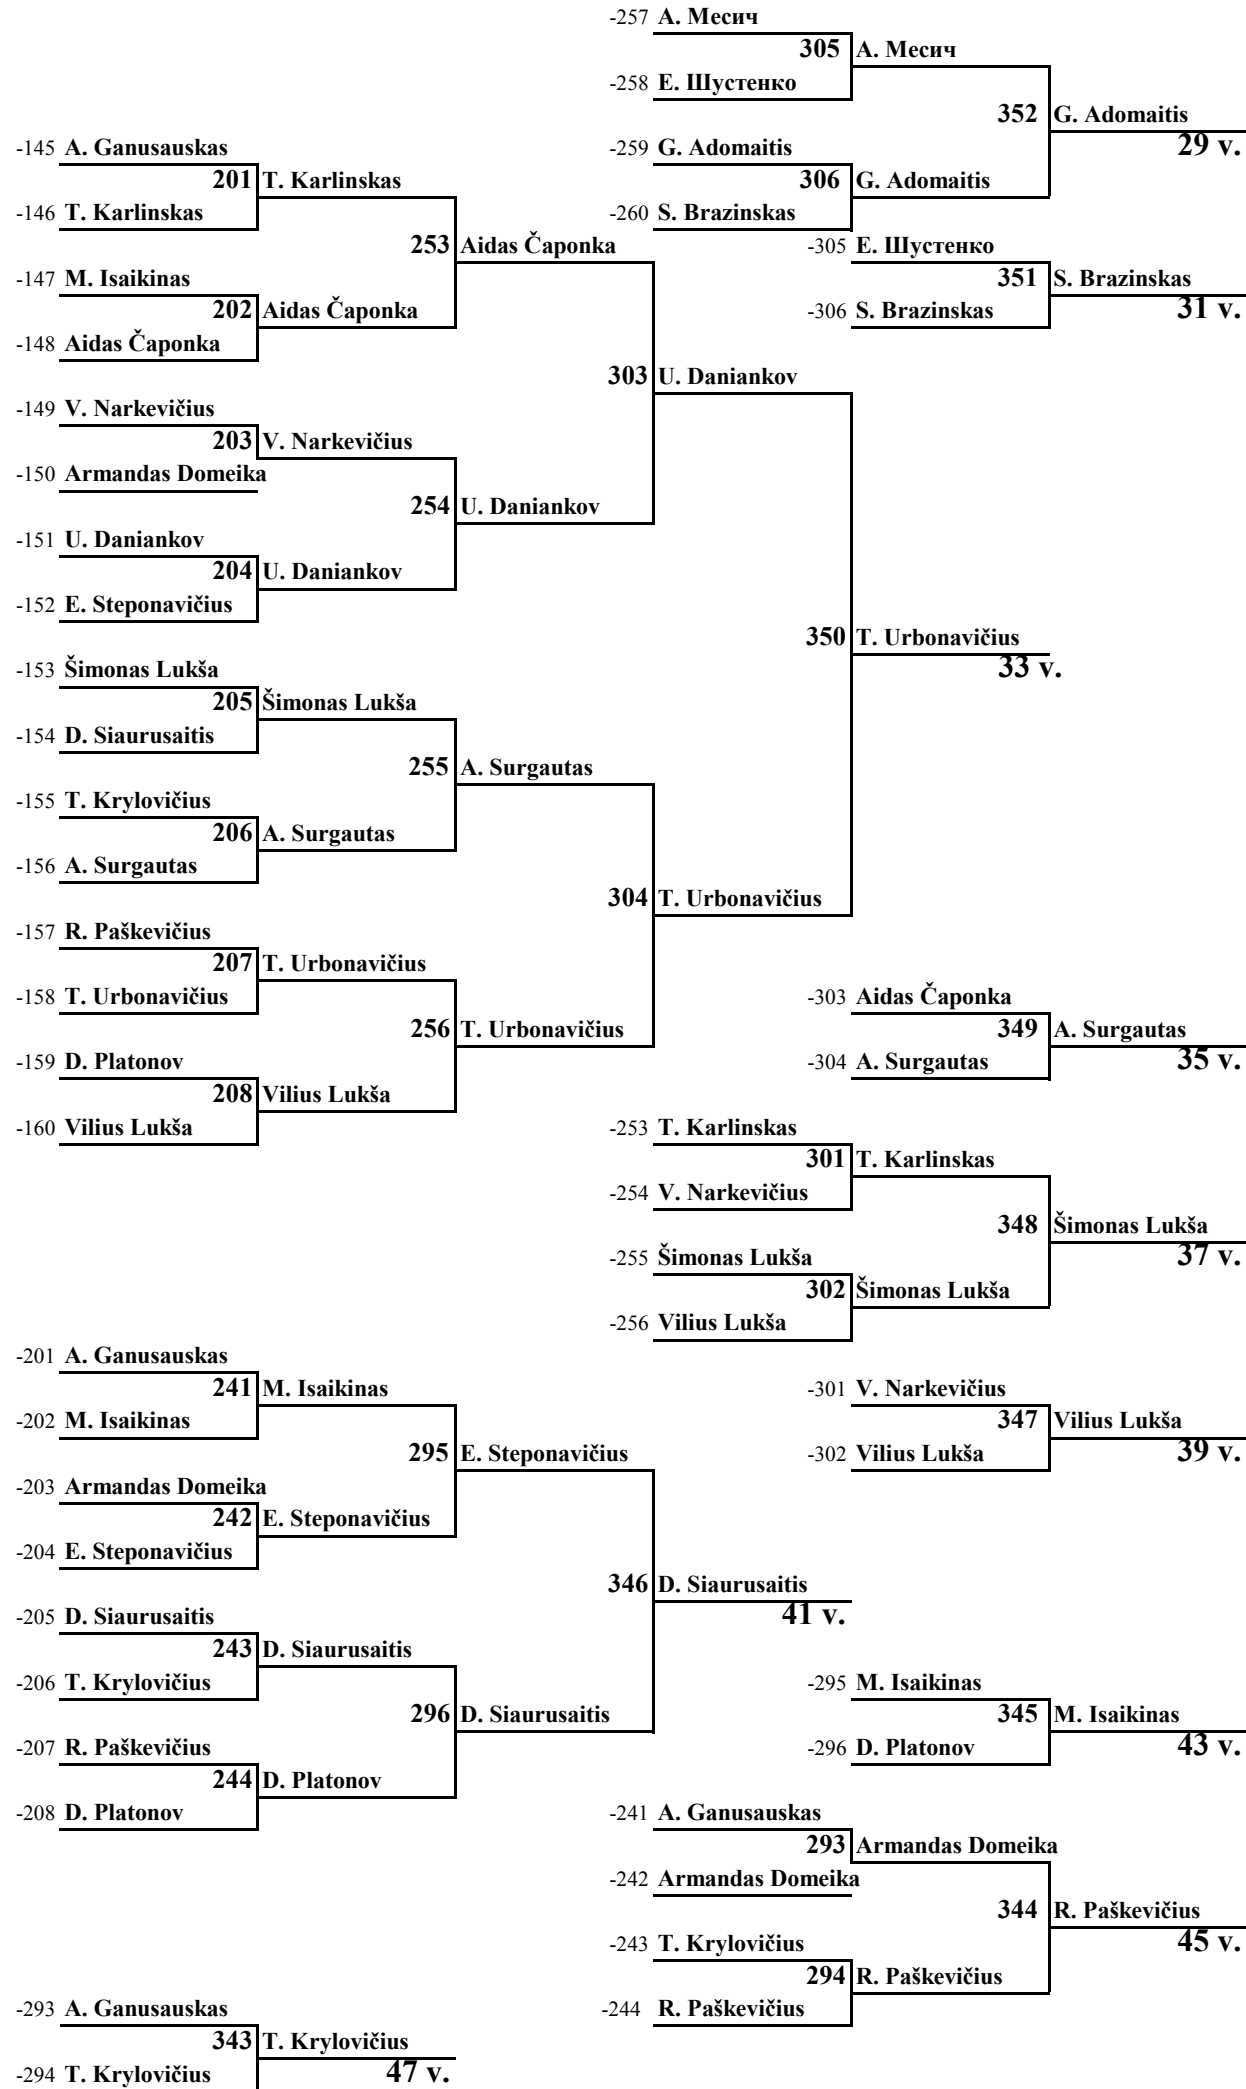 -257 А. Месич
305 А. Месич
-258 Е. Шустенко
352 G. Adomaitis
29 v.
-145 A. Ganusauskas
-259 G. Adomaitis
201 T. Karlinskas
306 G. Adomaitis
-146 T. Karlinskas
-260 S. Brazinskas
253 Aidas Čaponka
-305 Е. Шустенко
-147 M. Isaikinas
351 S. Brazinskas
31 v.
202 Aidas Čaponka
-306 S. Brazinskas
-148 Aidas Čaponka
303 U. Daniankov
-149 V. Narkevičius
203 V. Narkevičius
-150 Armandas Domeika
254 U. Daniankov
-151 U. Daniankov
204 U. Daniankov
-152 E. Steponavičius
350 T. Urbonavičius
33 v.
-153 Šimonas Lukša
205 Šimonas Lukša
-154 D. Siaurusaitis
255 A. Surgautas
-155 T. Krylovičius
206 A. Surgautas
-156 A. Surgautas
304 T. Urbonavičius
-157 R. Paškevičius
207 T. Urbonavičius
-158 T. Urbonavičius
-303 Aidas Čaponka
256 T. Urbonavičius
349 A. Surgautas
35 v.
-159 D. Platonov
-304 A. Surgautas
208 Vilius Lukša
-160 Vilius Lukša
-253 T. Karlinskas
301 T. Karlinskas
-254 V. Narkevičius
348 Šimonas Lukša
37 v.
-255 Šimonas Lukša
302 Šimonas Lukša
-256 Vilius Lukša
-201 A. Ganusauskas
241 M. Isaikinas
-301 V. Narkevičius
-202 M. Isaikinas
347 Vilius Lukša
39 v.
295 E. Steponavičius
-302 Vilius Lukša
-203 Armandas Domeika
242 E. Steponavičius
-204 E. Steponavičius
346 D. Siaurusaitis
41 v.
-205 D. Siaurusaitis
243 D. Siaurusaitis
-206 T. Krylovičius
-295 M. Isaikinas
296 D. Siaurusaitis
345 M. Isaikinas
43 v.
-207 R. Paškevičius
-296 D. Platonov
244 D. Platonov
-208 D. Platonov
-241 A. Ganusauskas
293 Armandas Domeika
-242 Armandas Domeika
344 R. Paškevičius
45 v.
-243 T. Krylovičius
294 R. Paškevičius
-244 R. Paškevičius
-293 A. Ganusauskas
343 T. Krylovičius
47 v.
-294 T. Krylovičius